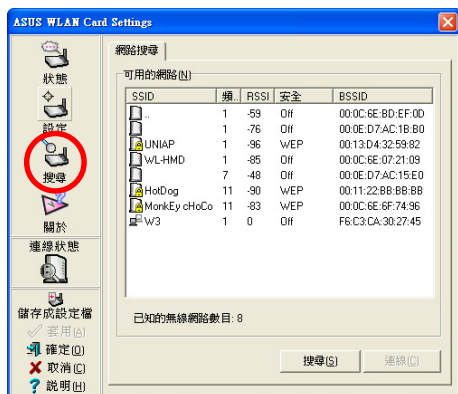 ASUS WLAN Card Settings
狀態
設定
搜尋
關於
連線狀態
儲存成設定檔
套用(A)
確定(O)
取消(C)
說明(H)
網路搜尋
可用的網路(N)
SSID 頻.. RSSI 安全 BSSID
.. 1 -59 Off 00:0C:6E:BD:EF:0D
1 -76 Off 00:0E:D7:AC:1B:B0
UNIAP 1 -96 WEP 00:13:D4:32:59:82
WL-HMD 1 -85 Off 00:0C:6E:07:21:09
7 -48 Off 00:0E:D7:AC:15:E0
HotDog 11 -90 WEP 00:11:22:BB:BB:BB
MonkEy cHoCo 11 -83 WEP 00:0C:6E:6F:74:96
W3 1 0 Off F6:C3:CA:30:27:45
已知的無線網路數目: 8
搜尋(S) 連線(C)